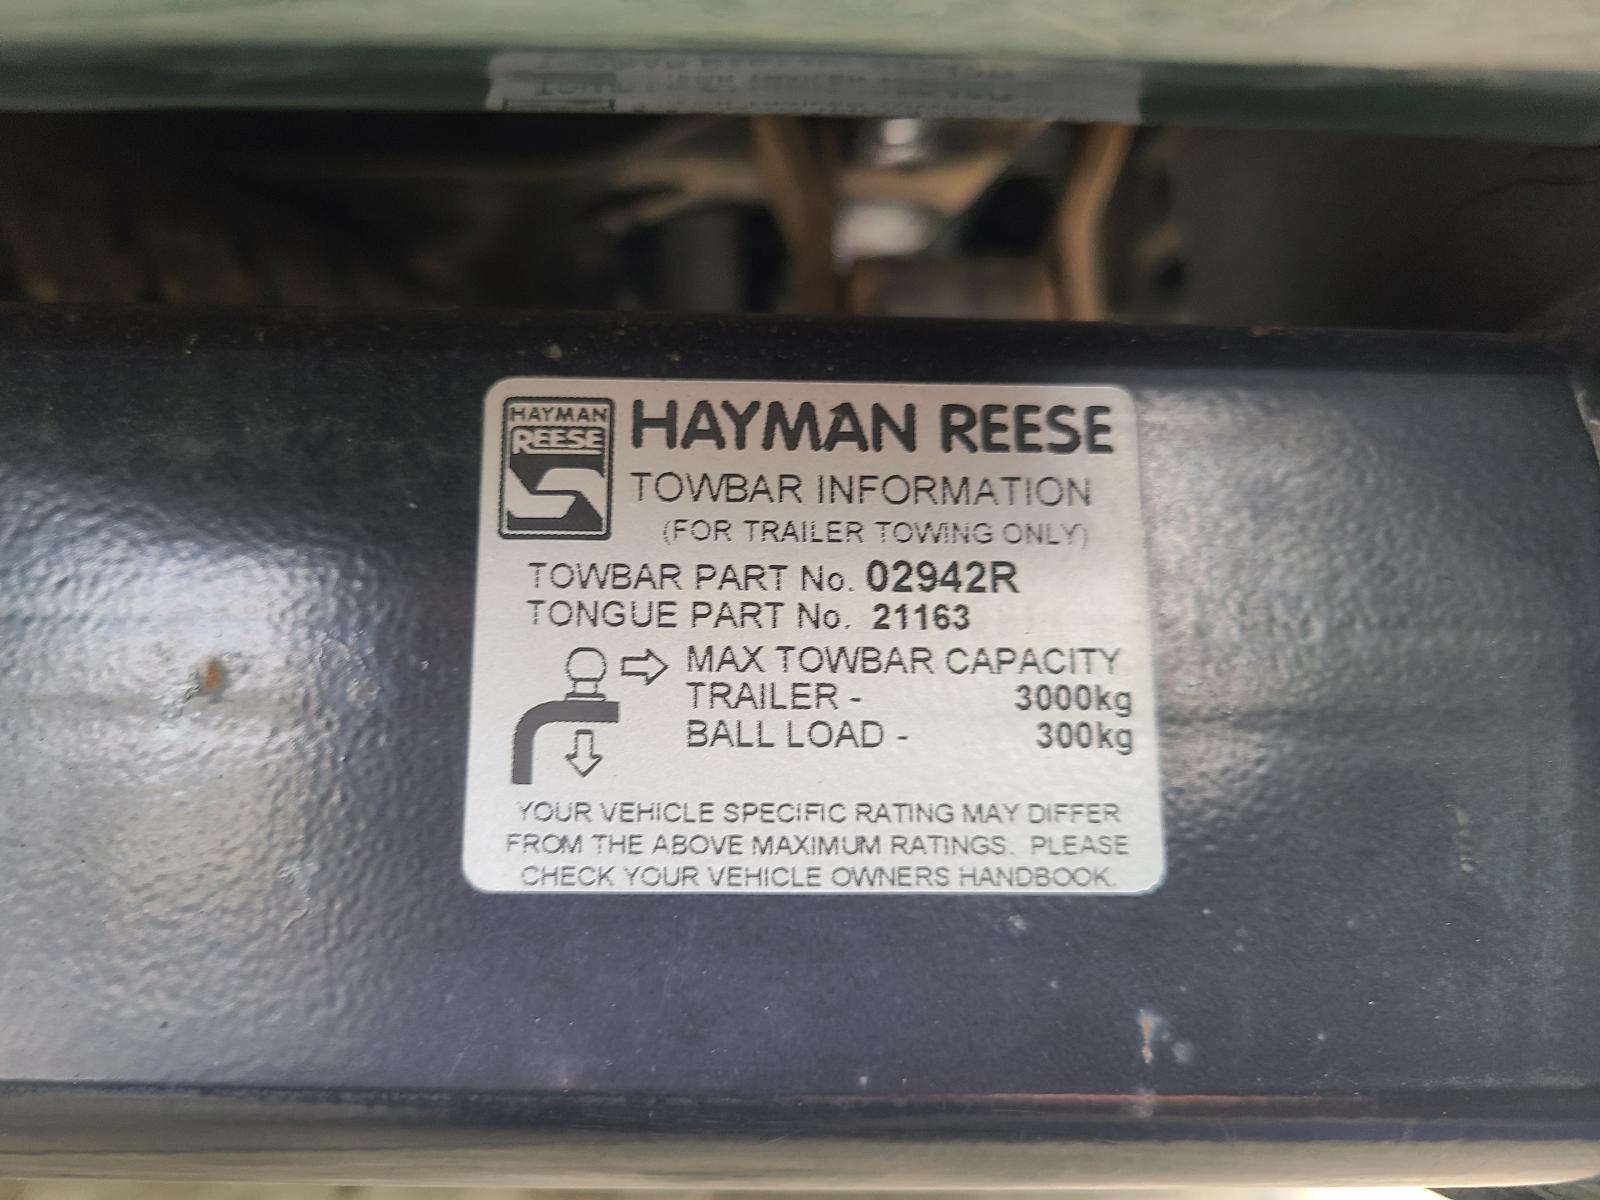 HAYMAN
REESE
HAYMAN REESE
TOWBAR INFORMATION
(FOR TRAILER TOWING ONLY)
TOWBAR PART No. 02942R
TONGUE PART No. 21163
MAX TOWBAR CAPACITY
TRAILER - 3000kg
BALL LOAD - 300kg
YOUR VEHICLE SPECIFIC RATING MAY DIFFER
FROM THE ABOVE MAXIMUM RATINGS. PLEASE
CHECK YOUR VEHICLE OWNERS HANDBOOK.